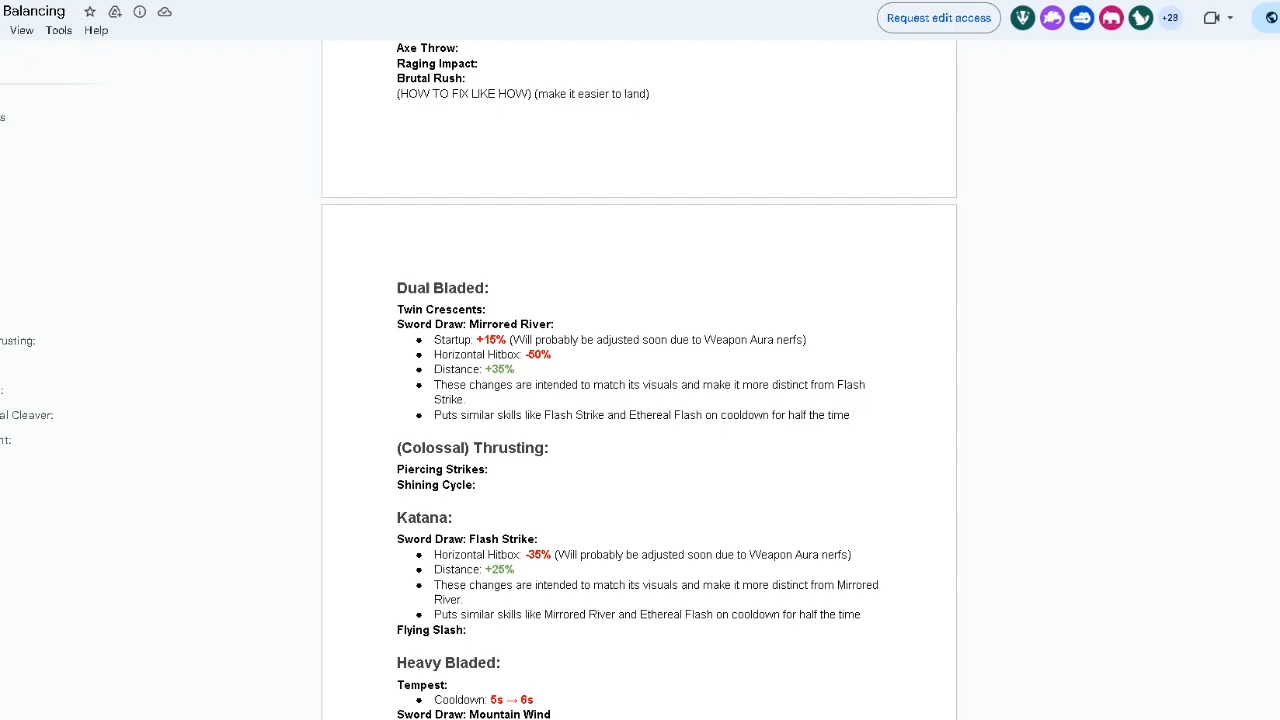 Balancing
Request edit access
+28
View Tools Help
Axe Throw:
Raging Impact:
Brutal Rush:
(HOW TO FIX LIKE HOW) (make it easier to land)
s
Dual Bladed:
Twin Crescents:
Sword Draw: Mirrored River:
● Startup: +15% (Will probably be adjusted soon due to Weapon Aura nerfs)
● Horizontal Hitbox: -50%
● Distance: +35%
● These changes are intended to match its visuals and make it more distinct from Flash
Strike.
● Puts similar skills like Flash Strike and Ethereal Flash on cooldown for half the time
rusting:
:
al Cleaver:
nt:
(Colossal) Thrusting:
Piercing Strikes:
Shining Cycle:
Katana:
Sword Draw: Flash Strike:
● Horizontal Hitbox: -35% (Will probably be adjusted soon due to Weapon Aura nerfs)
● Distance: +25%
● These changes are intended to match its visuals and make it more distinct from Mirrored
River.
● Puts similar skills like Mirrored River and Ethereal Flash on cooldown for half the time
Flying Slash:
Heavy Bladed:
Tempest:
● Cooldown: 5s → 6s
Sword Draw: Mountain Wind